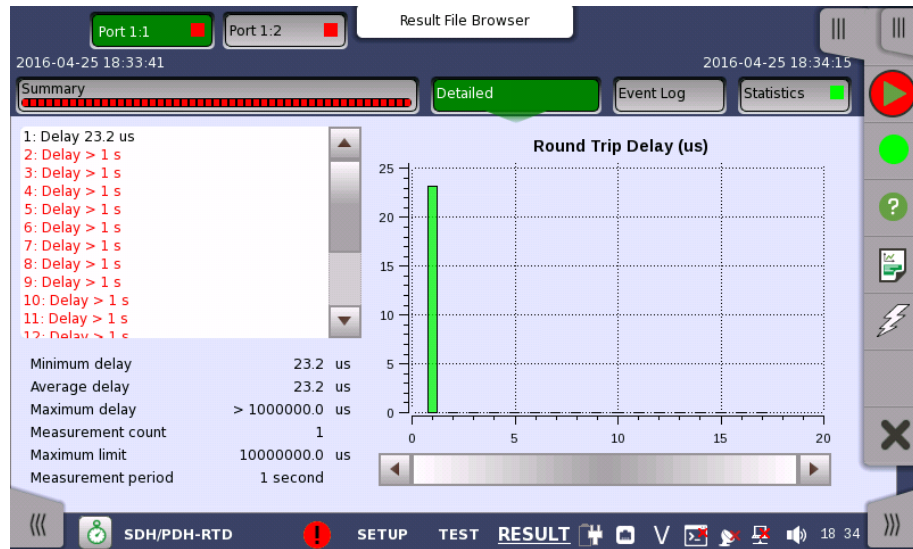 Port 1:1
Port 1:2
Result File Browser
2016-04-25 18:33:41
2016-04-25 18:34:15
Summary
Detailed
Event Log
Statistics
1: Delay 23.2 us
2: Delay > 1 s
3: Delay > 1 s
4: Delay > 1 s
5: Delay > 1 s
6: Delay > 1 s
7: Delay > 1 s
8: Delay > 1 s
9: Delay > 1 s
10: Delay > 1 s
11: Delay > 1 s
12: Delay > 1 s
Round Trip Delay (us)
25
20
15
10
5
0
0 5 10 15 20
Minimum delay 23.2 us
Average delay 23.2 us
Maximum delay > 1000000.0 us
Measurement count 1
Maximum limit 10000000.0 us
Measurement period 1 second
SDH/PDH-RTD
SETUP TEST RESULT
18 34